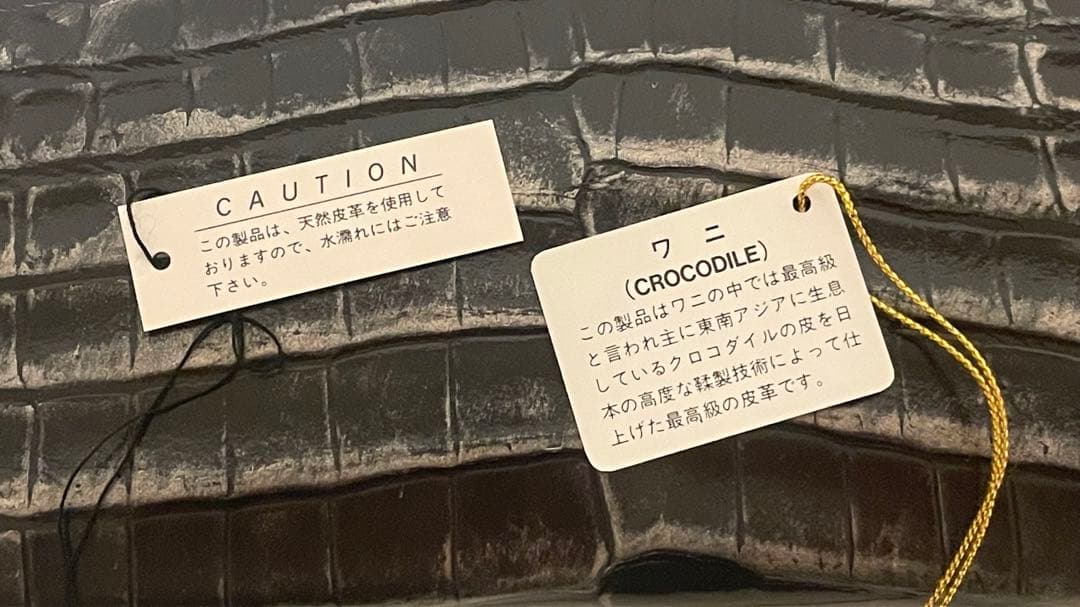 CAUTION
この製品は、天然皮革を使用して
おりますので、水濡れにはご注意
下さい。
ワニ
(CROCODILE)
この製品はワニの中では最高級
と言われ主に東南アジアに生息
しているクロコダイルの皮を日
本の高度な鞣製技術によって仕
上げた最高級の皮革です。